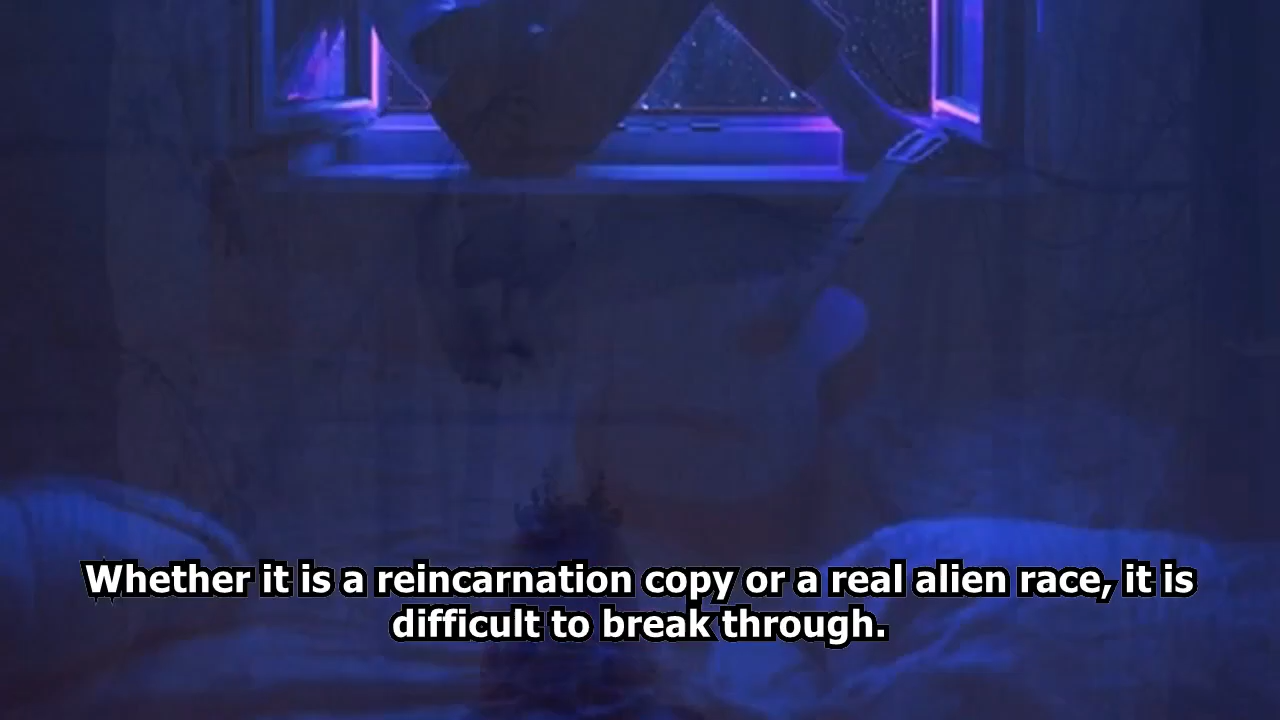 Whether it is a reincarnation copy or a real alien race, it is
difficult to break through.